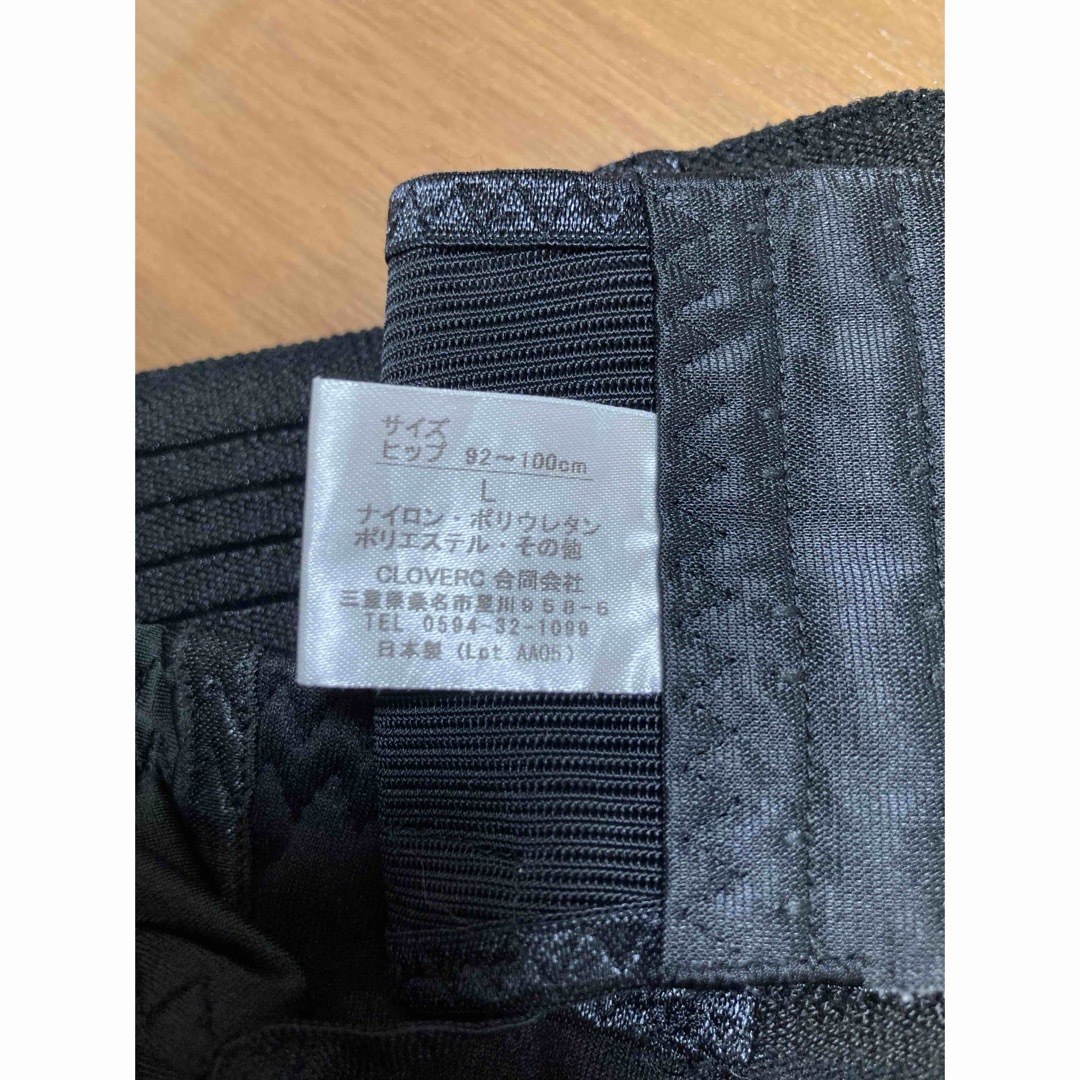 サイズ
ヒップ 92～100cm
L
ナイロン・ポリウレタン
ポリエステル・その他
CLOVERC 合同会社
三重県桑名市星川958-5
TEL 0594-32-1099
日本製 (Lot AA05)